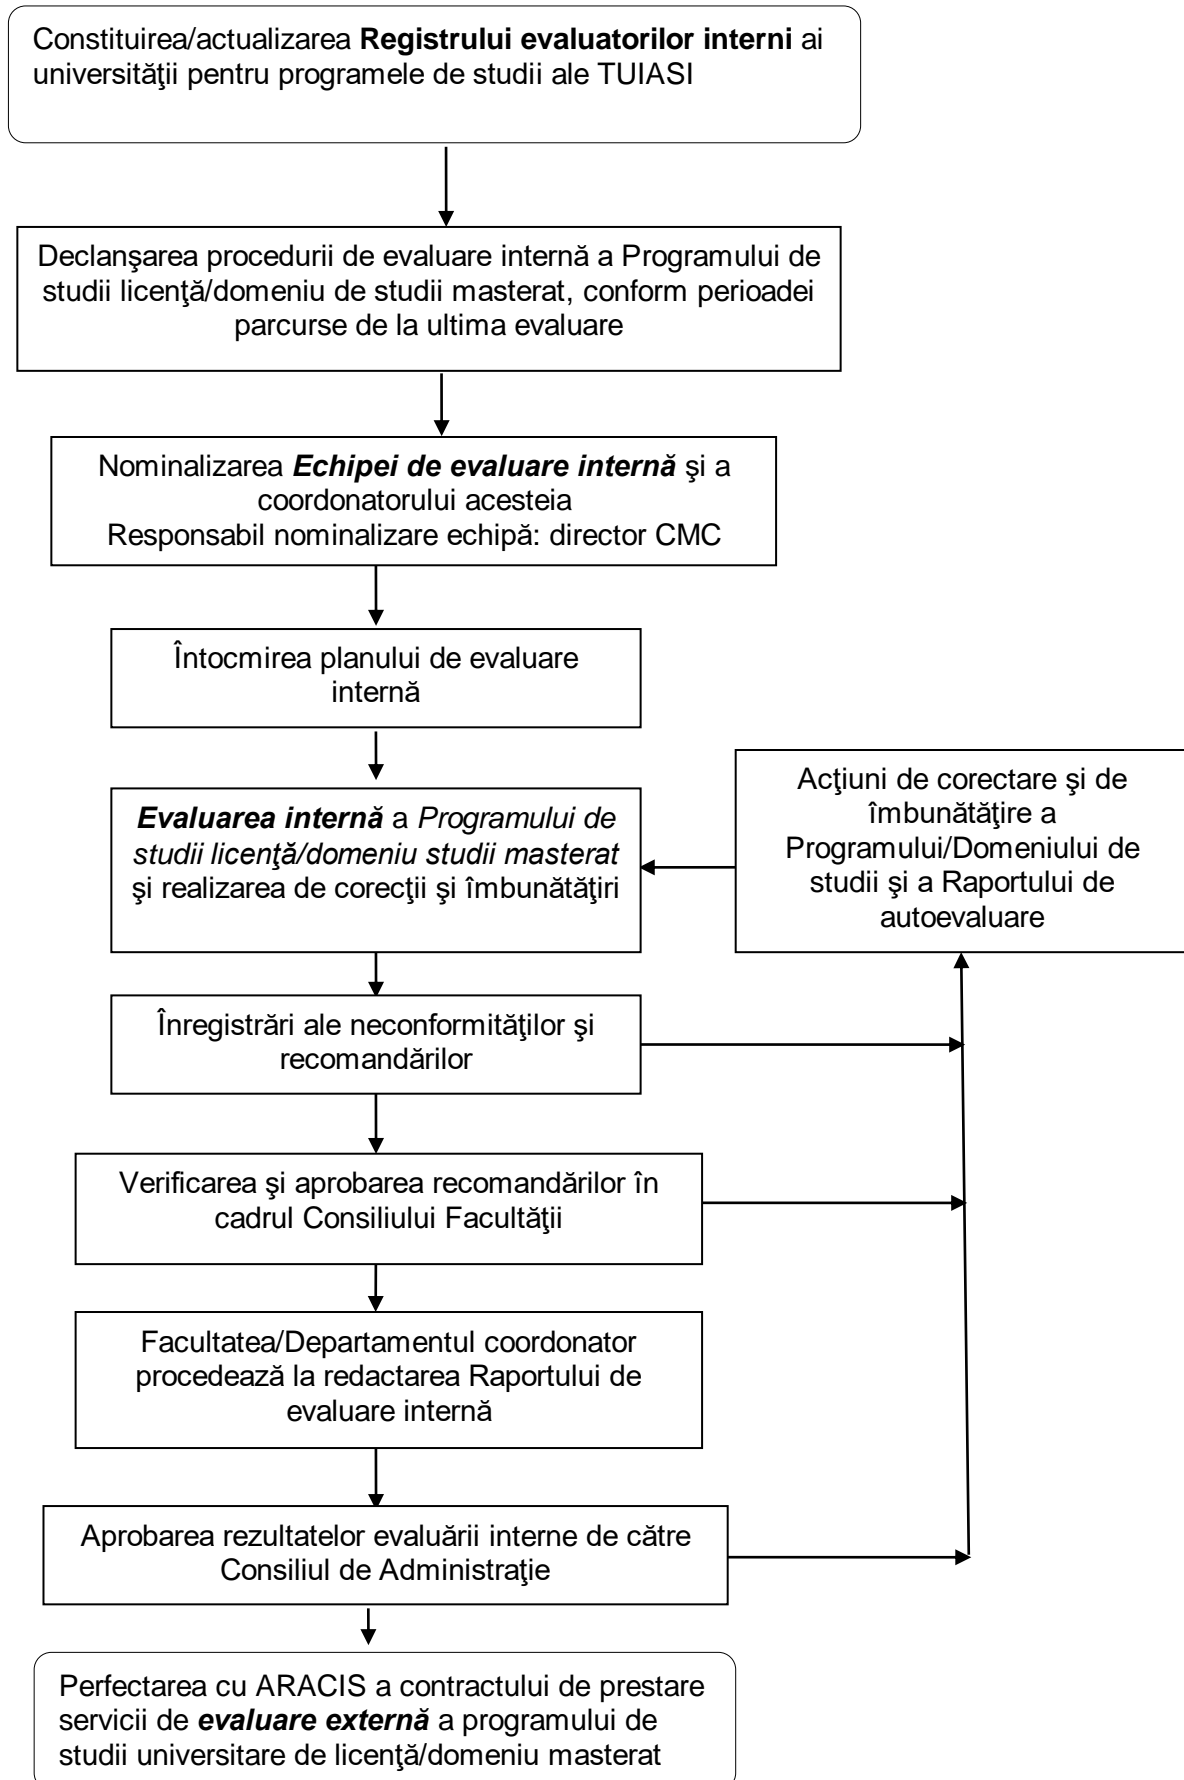 Constituirea/actualizarea Registrului evaluatorilor interni ai
universităţii pentru programele de studii ale TUIASI
Declanşarea procedurii de evaluare internă a Programului de
studii licenţă/domeniu de studii masterat, conform perioadei
parcurse de la ultima evaluare
Nominalizarea Echipei de evaluare internă şi a
coordonatorului acesteia
Responsabil nominalizare echipă: director CMC
Întocmirea planului de evaluare
internă
Evaluarea internă a Programului de
studii licenţă/domeniu studii masterat
şi realizarea de corecţii şi îmbunătăţiri
Acţiuni de corectare şi de
îmbunătăţire a
Programului/Domeniului de
studii şi a Raportului de
autoevaluare
Înregistrări ale neconformităţilor şi
recomandărilor
Verificarea şi aprobarea recomandărilor în
cadrul Consiliului Facultăţii
Facultatea/Departamentul coordonator
procedează la redactarea Raportului de
evaluare internă
Aprobarea rezultatelor evaluării interne de către
Consiliul de Administraţie
Perfectarea cu ARACIS a contractului de prestare
servicii de evaluare externă a programului de
studii universitare de licenţă/domeniu masterat